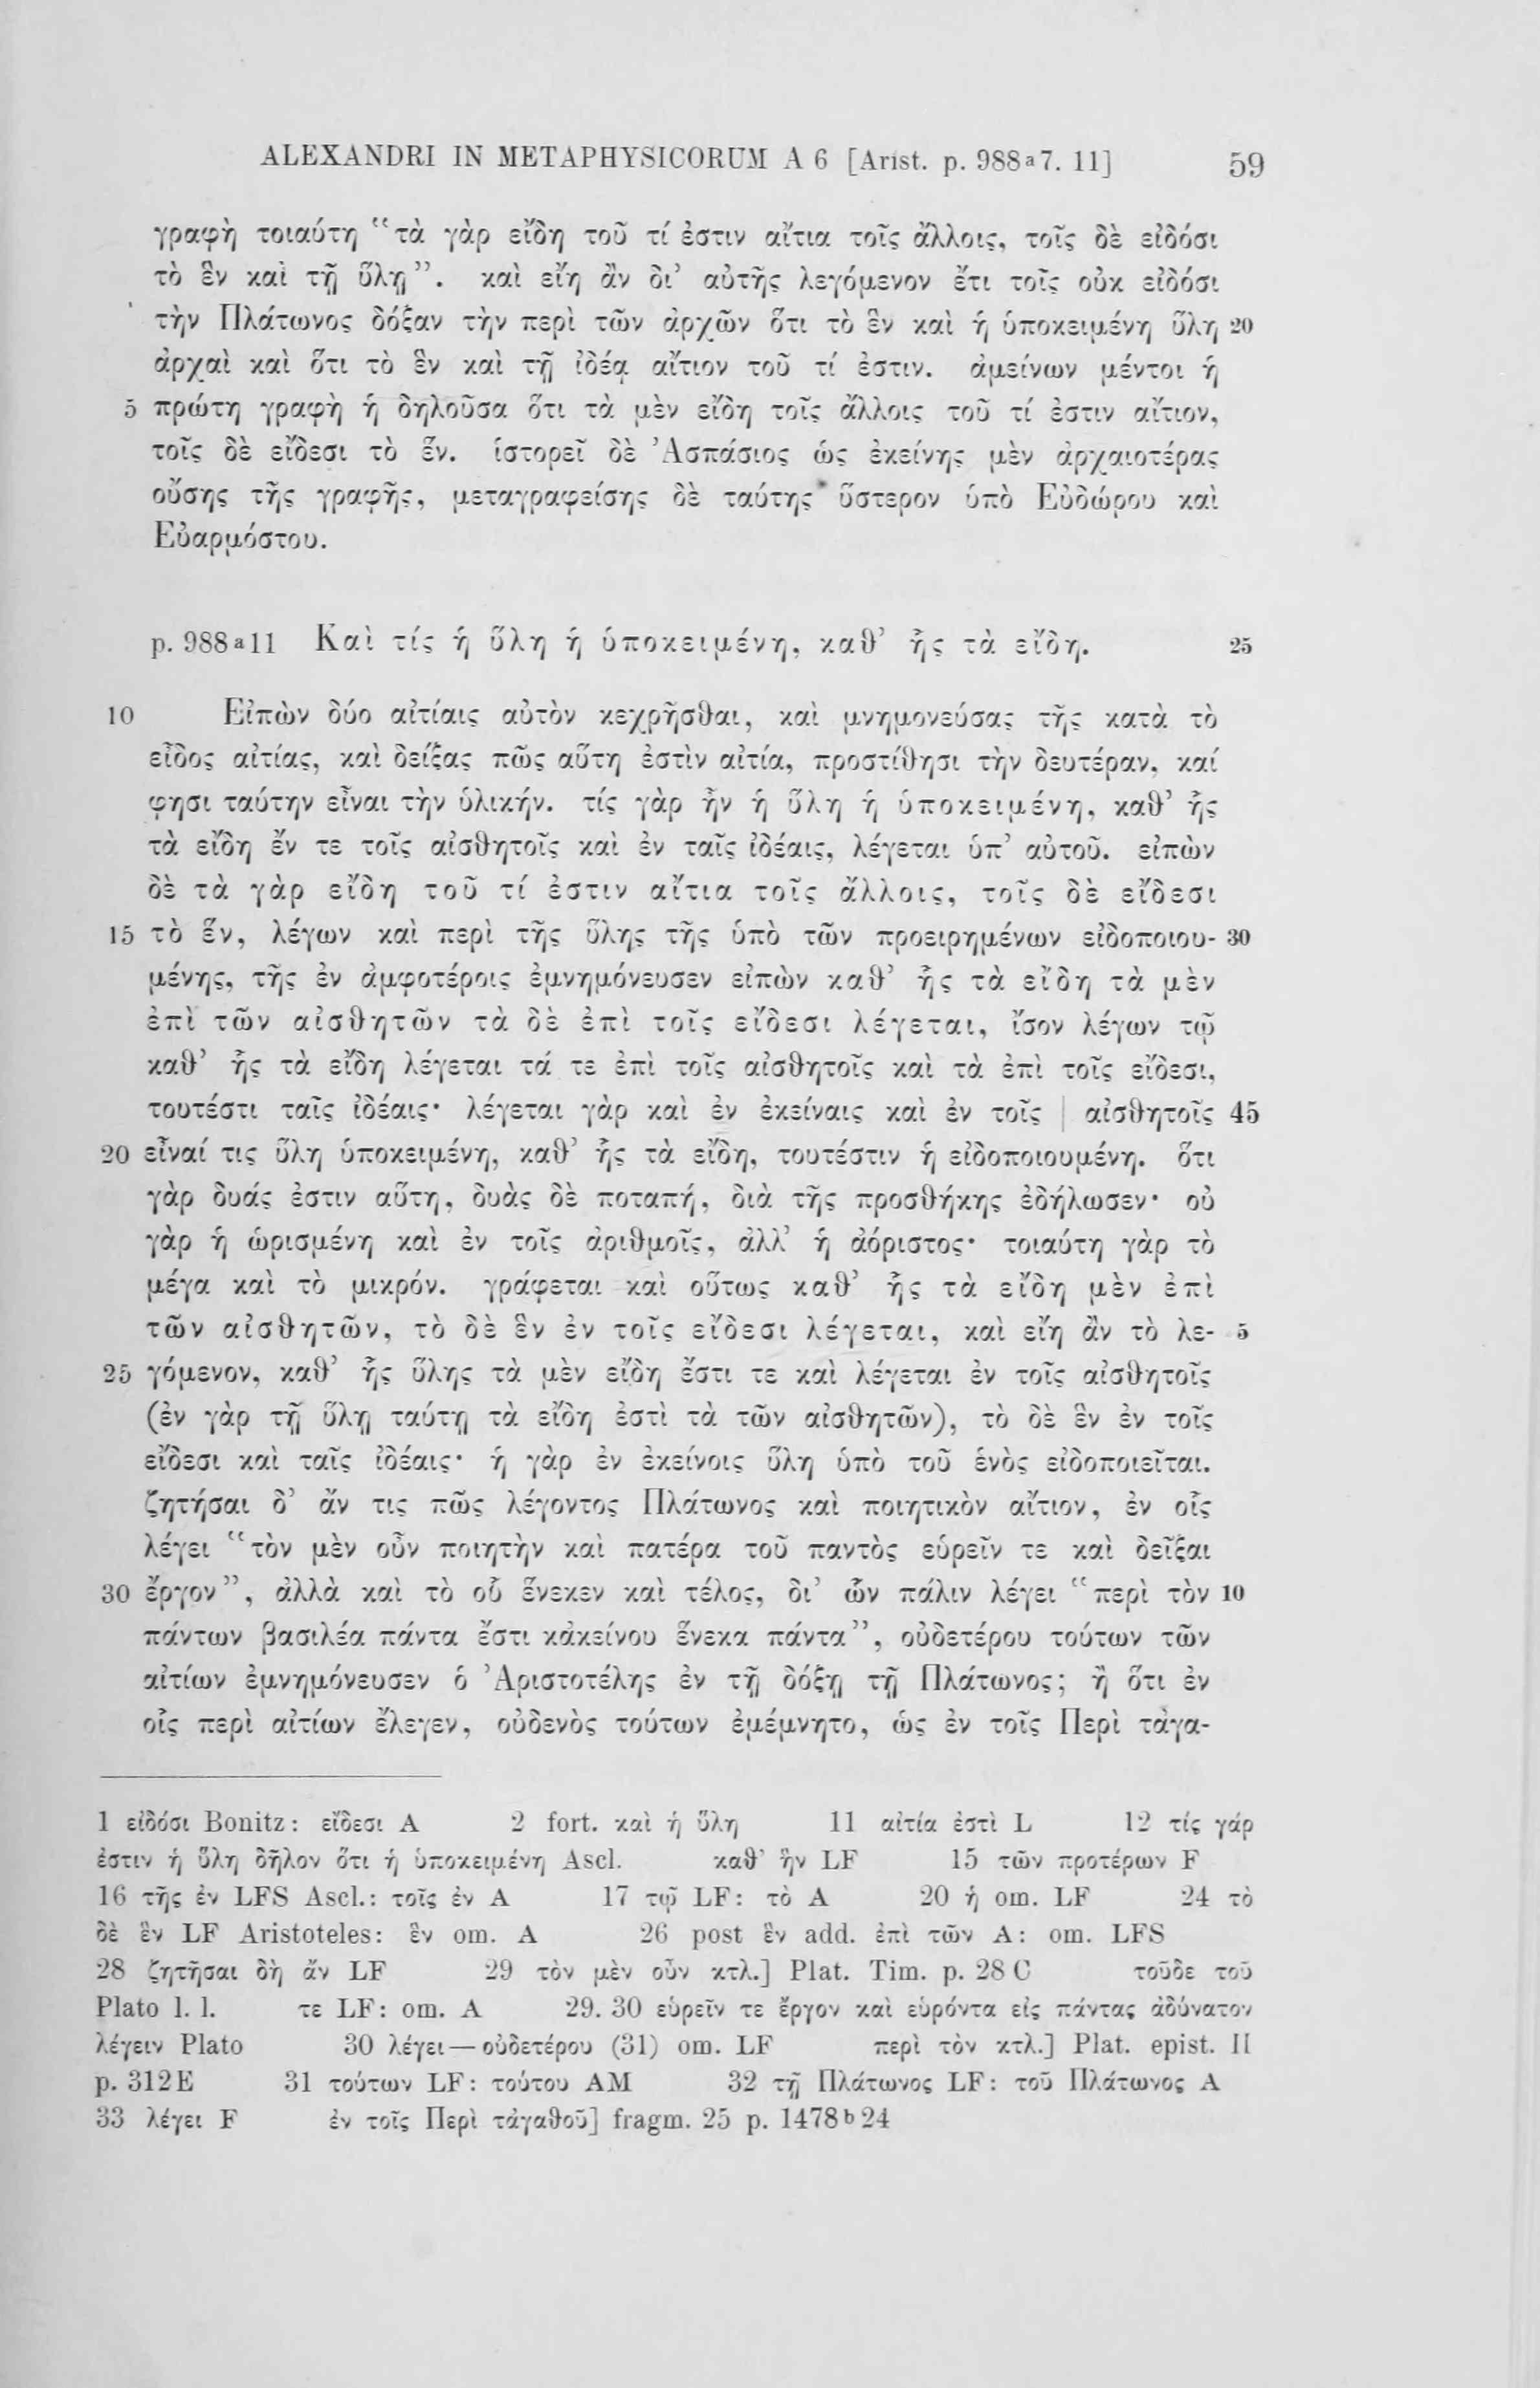 ALEXANDRI IN METAPHYSICORUM A 6 [Arist. p. 988ᵃ7. 11] 59
γραφὴ τοιαύτη “τὰ γὰρ εἴδη τοῦ τί ἐστιν αἴτια τοῖς ἄλλοις, τοῖς δὲ εἰδόσι
τὸ ἓν καὶ τῇ ὕλῃ”. καὶ εἴη ἂν δι’ αὐτῆς λεγόμενον ἔτι τοῖς οὐκ εἰδόσι
τὴν Πλάτωνος δόξαν τὴν περὶ τῶν ἀρχῶν ὅτι τὸ ἓν καὶ ἡ ὑποκειμένη ὕλη 20
ἀρχαὶ καὶ ὅτι τὸ ἓν καὶ τῇ ἰδέᾳ αἴτιον τοῦ τί ἐστιν. ἀμείνων μέντοι ἡ
5 πρώτη γραφὴ ἡ δηλοῦσα ὅτι τὰ μὲν εἴδη τοῖς ἄλλοις τοῦ τί ἐστιν αἴτιον,
τοῖς δὲ εἴδεσι τὸ ἕν. ἱστορεῖ δὲ Ἀσπάσιος ὡς ἐκείνης μὲν ἀρχαιοτέρας
οὔσης τῆς γραφῆς, μεταγραφείσης δὲ ταύτης ὕστερον ὑπὸ Εὐδώρου καὶ
Εὐαρμόστου.
p. 988ᵃ11 Καὶ τίς ἡ ὕλη ἡ ὑποκειμένη, καθ’ ἧς τὰ εἴδη. 25
10 Εἰπὼν δύο αἰτίαις αὐτὸν κεχρῆσθαι, καὶ μνημονεύσας τῆς κατὰ τὸ
εἶδος αἰτίας, καὶ δείξας πῶς αὕτη ἐστὶν αἰτία, προστίθησι τὴν δευτέραν, καί
φησι ταύτην εἶναι τὴν ὑλικήν. τίς γὰρ ἦν ἡ ὕλη ἡ ὑποκειμένη, καθ’ ἧς
τὰ εἴδη ἔν τε τοῖς αἰσθητοῖς καὶ ἐν ταῖς ἰδέαις, λέγεται ὑπ’ αὐτοῦ. εἰπὼν
δὲ τὰ γὰρ εἴδη τοῦ τί ἐστιν αἴτια τοῖς ἄλλοις, τοῖς δὲ εἴδεσι
15 τὸ ἕν, λέγων καὶ περὶ τῆς ὕλης τῆς ὑπὸ τῶν προειρημένων εἰδοποιου- 30
μένης, τῆς ἐν ἀμφοτέροις ἐμνημόνευσεν εἰπὼν καθ’ ἧς τὰ εἴδη τὰ μὲν
ἐπὶ τῶν αἰσθητῶν τὰ δὲ ἐπὶ τοῖς εἴδεσι λέγεται, ἴσον λέγων τῷ
καθ’ ἧς τὰ εἴδη λέγεται τά τε ἐπὶ τοῖς αἰσθητοῖς καὶ τὰ ἐπὶ τοῖς εἴδεσι,
τουτέστι ταῖς ἰδέαις· λέγεται γὰρ καὶ ἐν ἐκείναις καὶ ἐν τοῖς | αἰσθητοῖς 45
20 εἶναί τις ὕλη ὑποκειμένη, καθ’ ἧς τὰ εἴδη, τουτέστιν ἡ εἰδοποιουμένη. ὅτι
γὰρ δυάς ἐστιν αὕτη, δυὰς δὲ ποταπή, διὰ τῆς προσθήκης ἐδήλωσεν· οὐ
γὰρ ἡ ὡρισμένη καὶ ἐν τοῖς ἀριθμοῖς, ἀλλ’ ἡ ἀόριστος· τοιαύτη γὰρ τὸ
μέγα καὶ τὸ μικρόν. γράφεται καὶ οὕτως καθ’ ἧς τὰ εἴδη μὲν ἐπὶ
τῶν αἰσθητῶν, τὸ δὲ ἓν ἐν τοῖς εἴδεσι λέγεται, καὶ εἴη ἂν τὸ λε- 5
25 γόμενον, καθ’ ἧς ὕλης τὰ μὲν εἴδη ἔστι τε καὶ λέγεται ἐν τοῖς αἰσθητοῖς
(ἐν γὰρ τῇ ὕλῃ ταύτῃ τὰ εἴδη ἐστὶ τὰ τῶν αἰσθητῶν), τὸ δὲ ἓν ἐν τοῖς
εἴδεσι καὶ ταῖς ἰδέαις· ἡ γὰρ ἐν ἐκείνοις ὕλη ὑπὸ τοῦ ἑνὸς εἰδοποιεῖται.
ζητήσαι δ’ ἄν τις πῶς λέγοντος Πλάτωνος καὶ ποιητικὸν αἴτιον, ἐν οἷς
λέγει “τὸν μὲν οὖν ποιητὴν καὶ πατέρα τοῦ παντὸς εὑρεῖν τε καὶ δεῖξαι
30 ἔργον”, ἀλλὰ καὶ τὸ οὗ ἕνεκεν καὶ τέλος, δι’ ὧν πάλιν λέγει “περὶ τὸν 10
πάντων βασιλέα πάντα ἔστι κἀκείνου ἕνεκα πάντα”, οὐδετέρου τούτων τῶν
αἰτίων ἐμνημόνευσεν ὁ Ἀριστοτέλης ἐν τῇ δόξῃ τῇ Πλάτωνος; ἢ ὅτι ἐν
οἷς περὶ αἰτίων ἔλεγεν, οὐδενὸς τούτων ἐμέμνητο, ὡς ἐν τοῖς Περὶ τἀγα-
1 εἰδόσι Bonitz: εἴδεσι A 2 fort. καὶ ἡ ὕλη 11 αἰτία ἐστὶ L 12 τίς γάρ
ἐστιν ἡ ὕλη δῆλον ὅτι ἡ ὑποκειμένη Ascl. καθ’ ἣν LF 15 τῶν προτέρων F
16 τῆς ἐν LFS Ascl.: τοῖς ἐν A 17 τῷ LF: τὸ A 20 ἡ om. LF 24 τὸ
δὲ ἓν LF Aristoteles: ἓν om. A 26 post ἓν add. ἐπὶ τῶν A: om. LFS
28 ζητῆσαι δὴ ἄν LF 29 τὸν μὲν οὖν κτλ.] Plat. Tim. p. 28 C τοῦδε τοῦ
Plato l. l. τε LF: om. A 29. 30 εὑρεῖν τε ἔργον καὶ εὑρόντα εἰς πάντας ἀδύνατον
λέγειν Plato 30 λέγει — οὐδετέρου (31) om. LF περὶ τὸν κτλ.] Plat. epist. II
p. 312E 31 τούτων LF: τούτου AM 32 τῇ Πλάτωνος LF: τοῦ Πλάτωνος A
33 λέγει F ἐν τοῖς Περὶ τἀγαθοῦ] fragm. 25 p. 1478ᵇ24